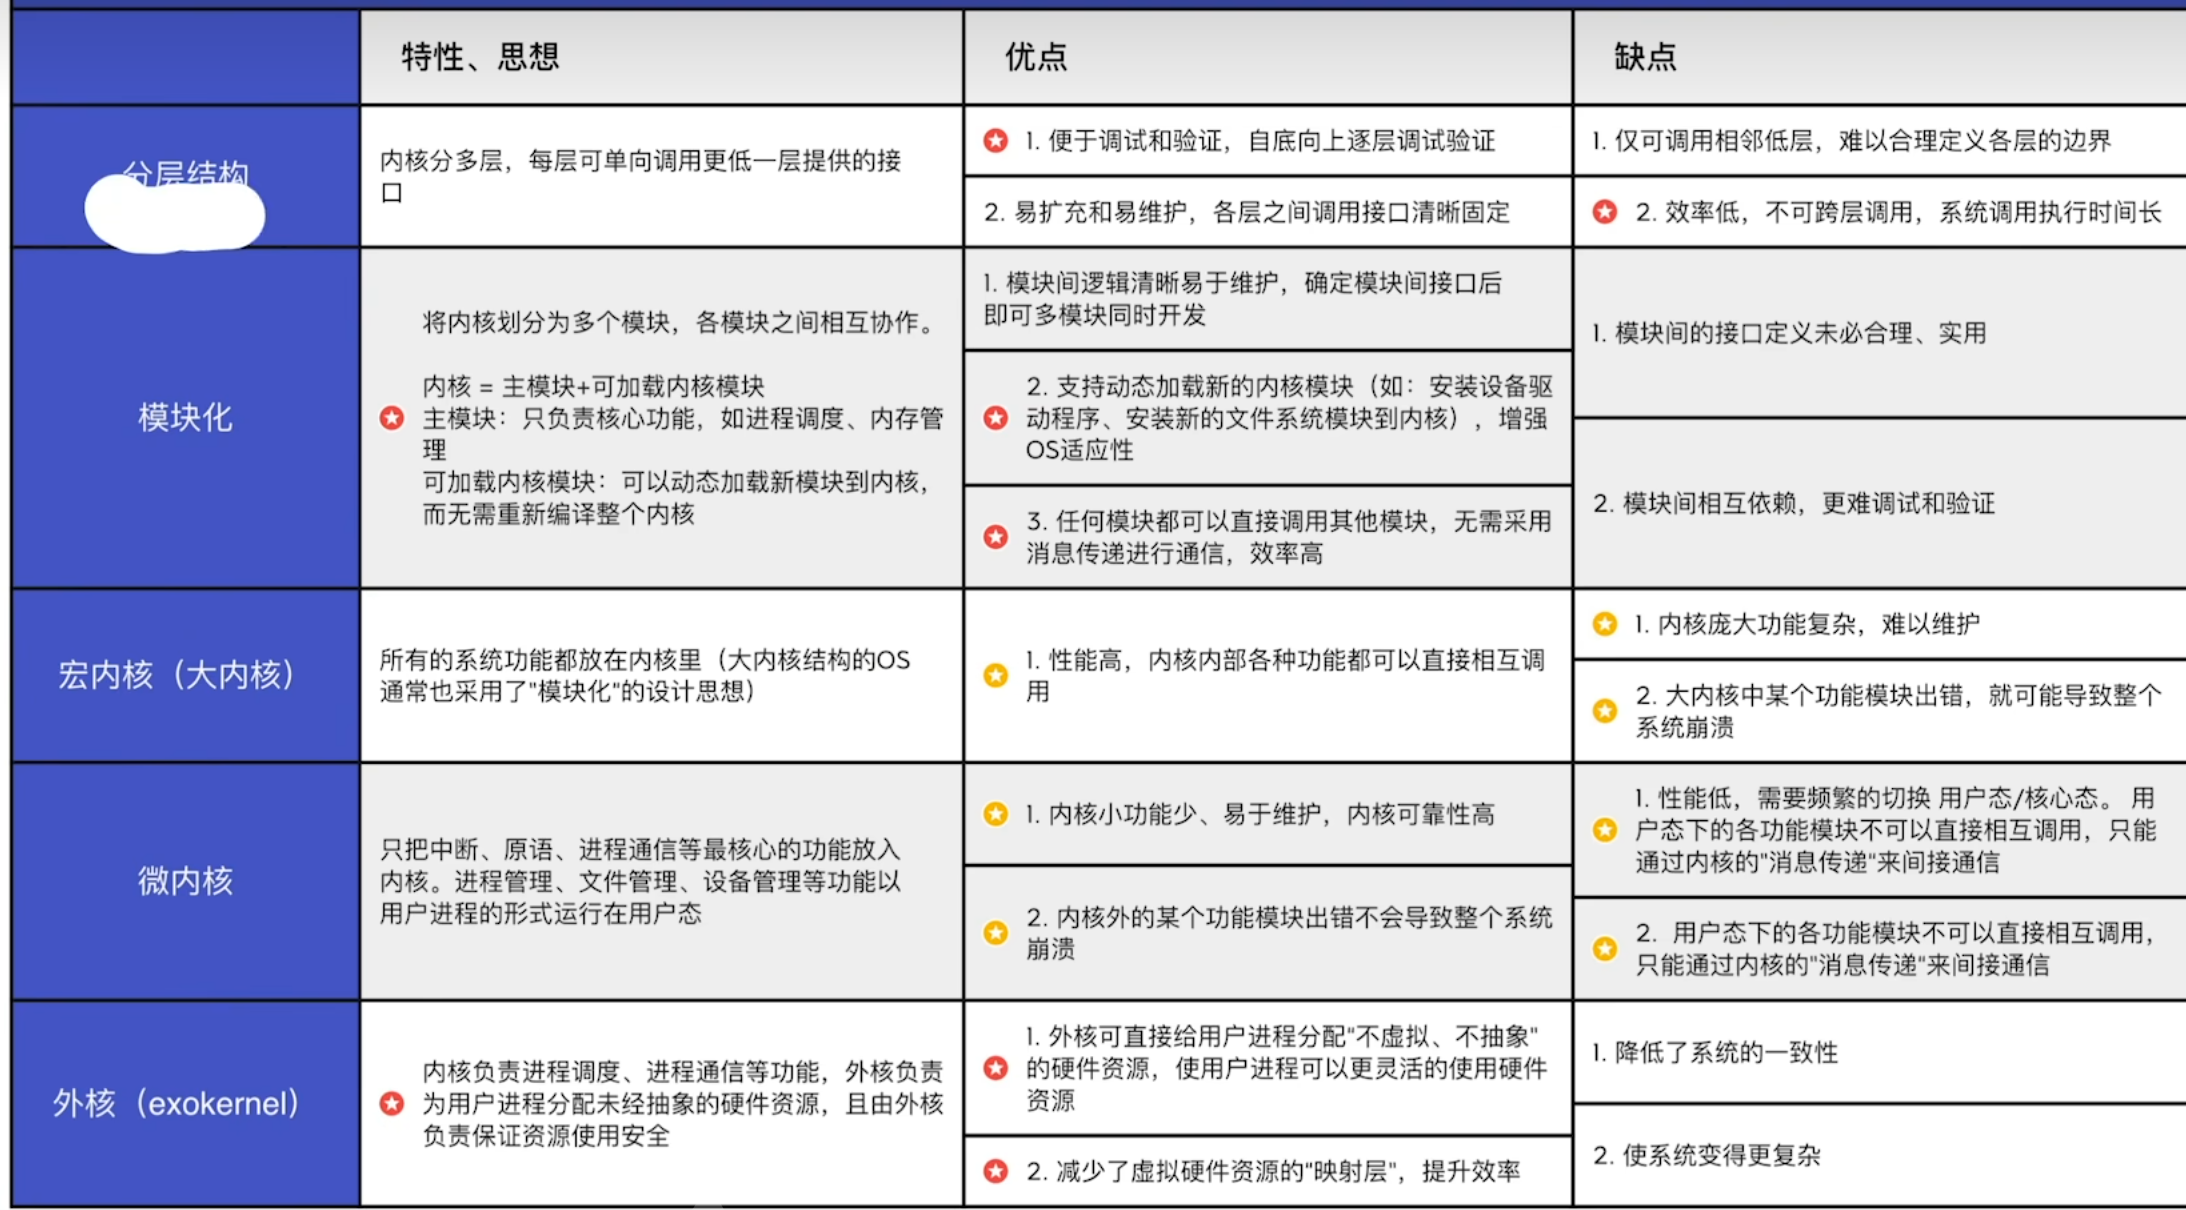 特性、思想
优点
缺点
分层结构
内核分多层，每层可单向调用更低一层提供的接
口
1. 便于调试和验证，自底向上逐层调试验证
2. 易扩充和易维护，各层之间调用接口清晰固定
1. 仅可调用相邻低层，难以合理定义各层的边界
2. 效率低，不可跨层调用，系统调用执行时间长
模块化
将内核划分为多个模块，各模块之间相互协作。
内核 = 主模块+可加载内核模块
主模块：只负责核心功能，如进程调度、内存管
理
可加载内核模块：可以动态加载新模块到内核，
而无需重新编译整个内核
1. 模块间逻辑清晰易于维护，确定模块间接口后
即可多模块同时开发
2. 支持动态加载新的内核模块（如：安装设备驱
动程序、安装新的文件系统模块到内核），增强
OS适应性
3. 任何模块都可以直接调用其他模块，无需采用
消息传递进行通信，效率高
1. 模块间的接口定义未必合理、实用
2. 模块间相互依赖，更难调试和验证
宏内核（大内核）
所有的系统功能都放在内核里（大内核结构的OS
通常也采用了"模块化"的设计思想）
1. 性能高，内核内部各种功能都可以直接相互调
用
1. 内核庞大功能复杂，难以维护
2. 大内核中某个功能模块出错，就可能导致整个
系统崩溃
微内核
只把中断、原语、进程通信等最核心的功能放入
内核。进程管理、文件管理、设备管理等功能以
用户进程的形式运行在用户态
1. 内核小功能少、易于维护，内核可靠性高
2. 内核外的某个功能模块出错不会导致整个系统
崩溃
1. 性能低，需要频繁的切换 用户态/核心态。 用
户态下的各功能模块不可以直接相互调用，只能
通过内核的"消息传递"来间接通信
2. 用户态下的各功能模块不可以直接相互调用，
只能通过内核的"消息传递"来间接通信
外核（exokernel）
内核负责进程调度、进程通信等功能，外核负责
为用户进程分配未经抽象的硬件资源，且由外核
负责保证资源使用安全
1. 外核可直接给用户进程分配"不虚拟、不抽象"
的硬件资源，使用户进程可以更灵活的使用硬件
资源
2. 减少了虚拟硬件资源的"映射层"，提升效率
1. 降低了系统的一致性
2. 使系统变得更复杂